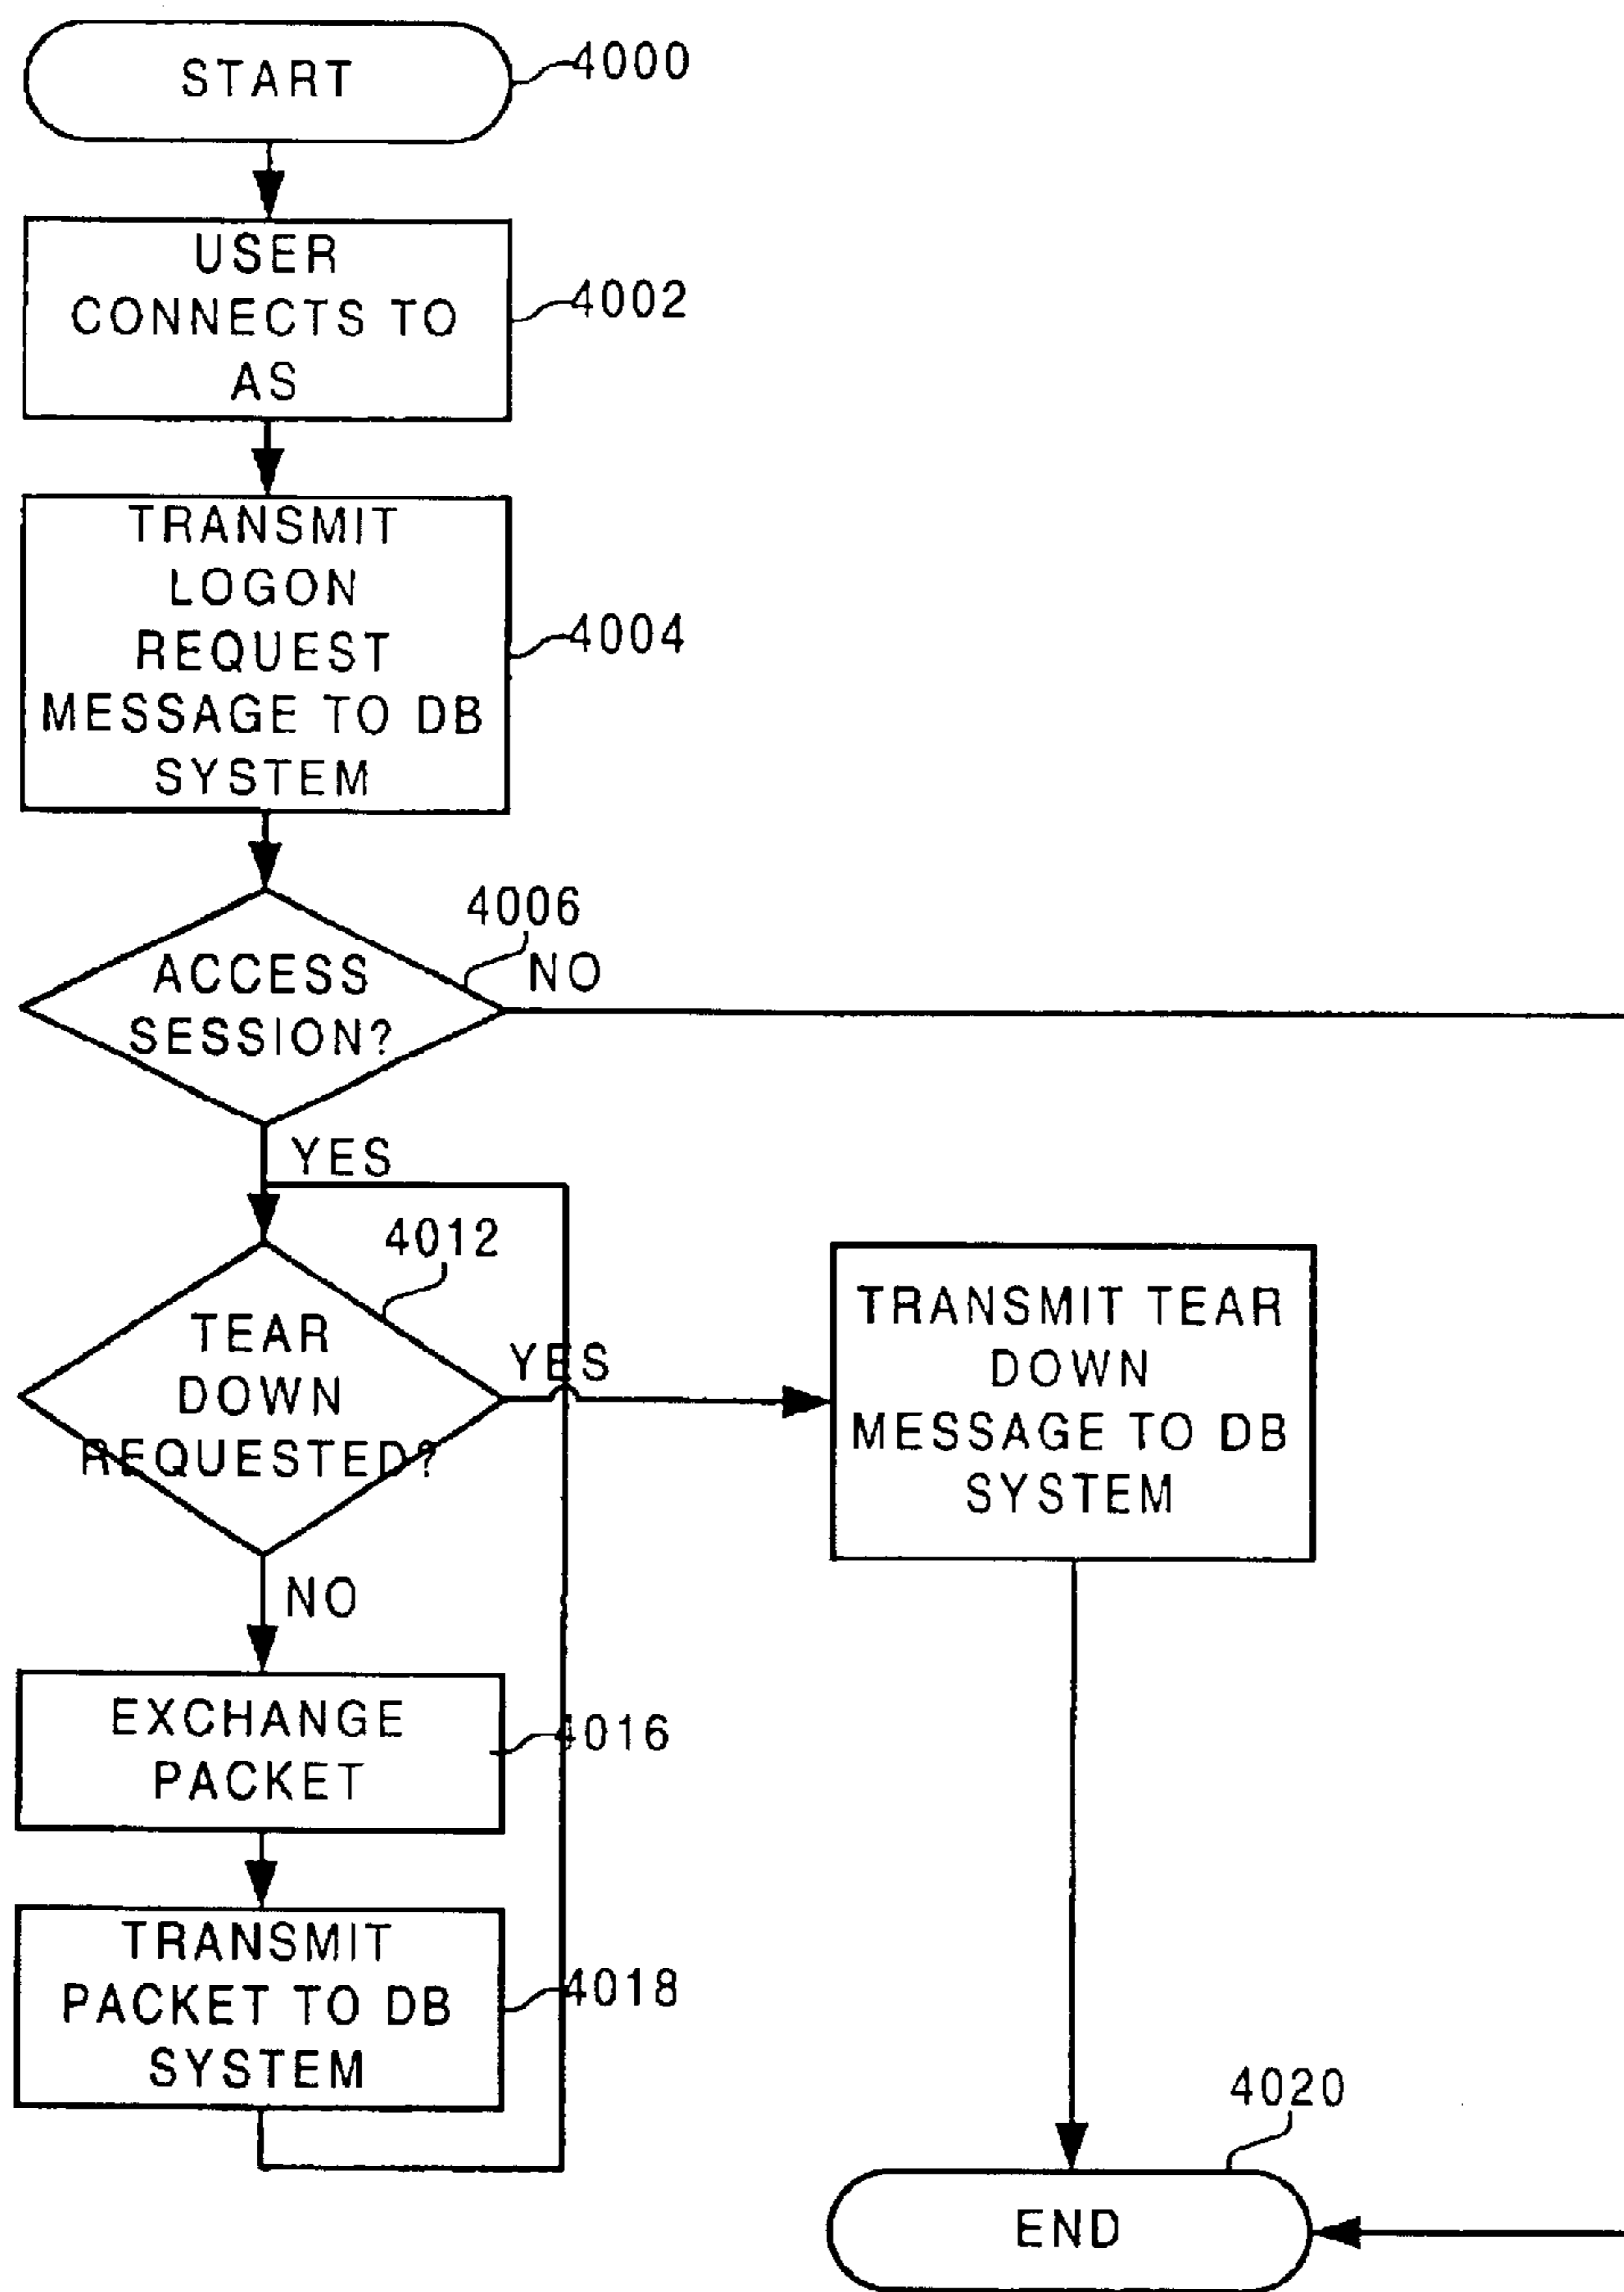 START
4000
USER
CONNECTS TO
AS
4002
TRANSMIT
LOGON
REQUEST
MESSAGE TO DB
SYSTEM
4004
4006
ACCESS
SESSION?
NO
YES
4012
TEAR
DOWN
REQUESTED?
YES
TRANSMIT TEAR
DOWN
MESSAGE TO DB
SYSTEM
NO
EXCHANGE
PACKET
4016
TRANSMIT
PACKET TO DB
SYSTEM
4018
4020
END